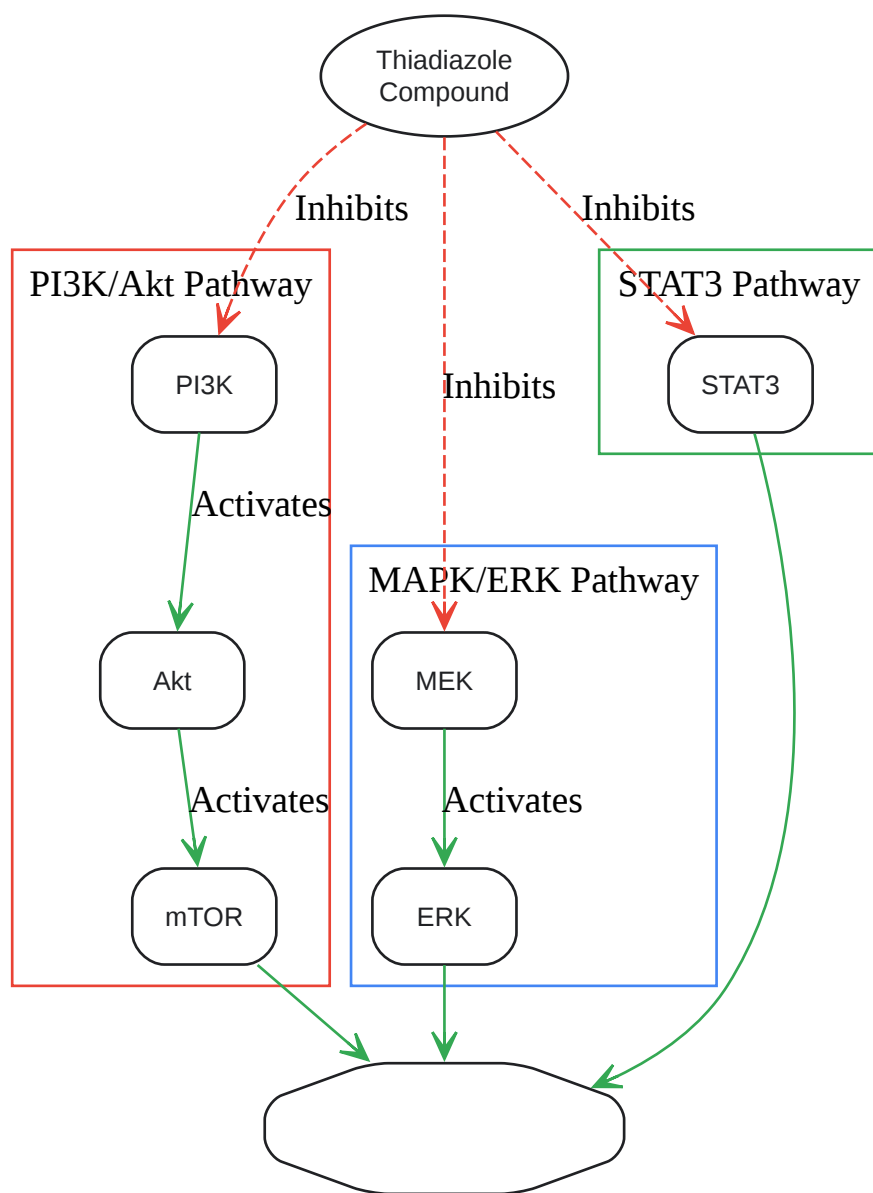 Thiadiazole
Compound
Inhibits
Inhibits
PI3K/Akt Pathway
STAT3 Pathway
PI3K
Inhibits
STAT3
Activates
MAPK/ERK Pathway
Akt
MEK
Activates
Activates
mTOR
ERK